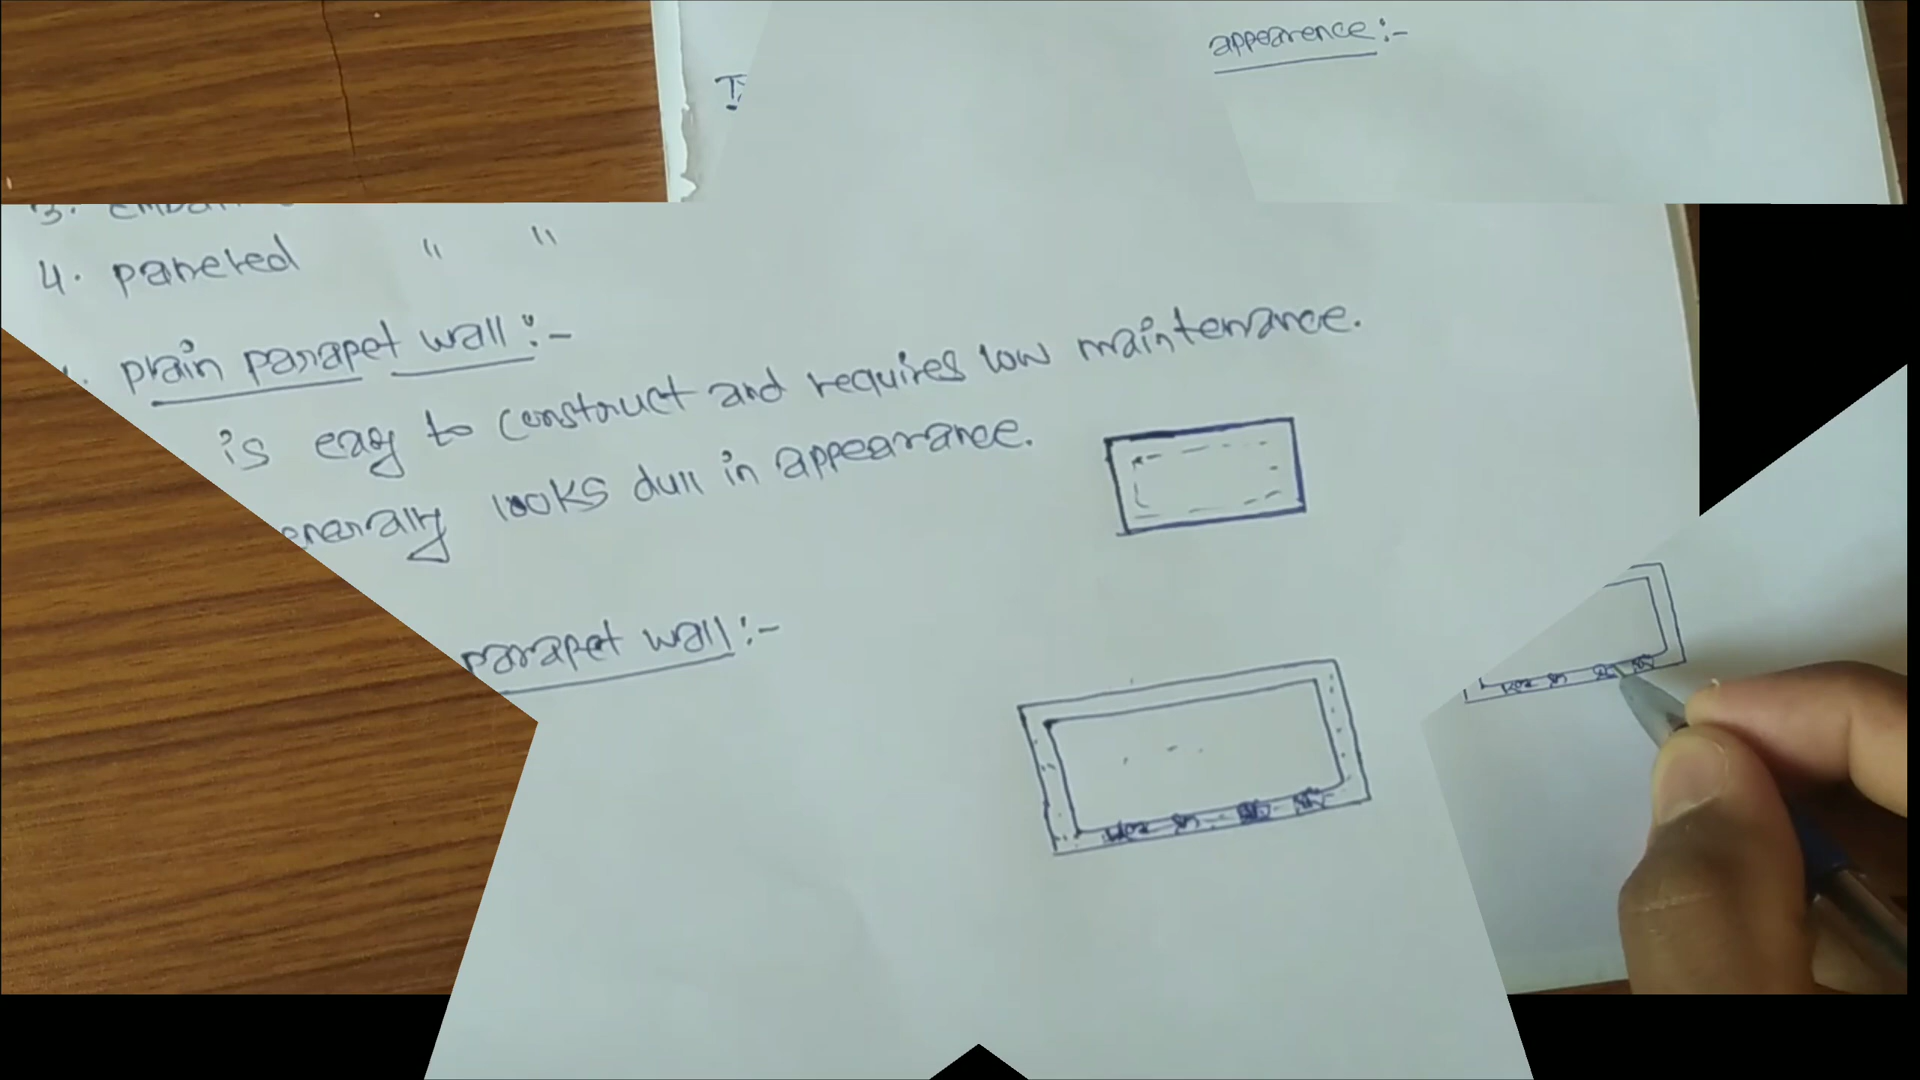 appearence:-
4. paneled " "
plain parapet wall:-
is easy to construct and requires low maintenance.
looks dull in appearance.
parapet wall:-